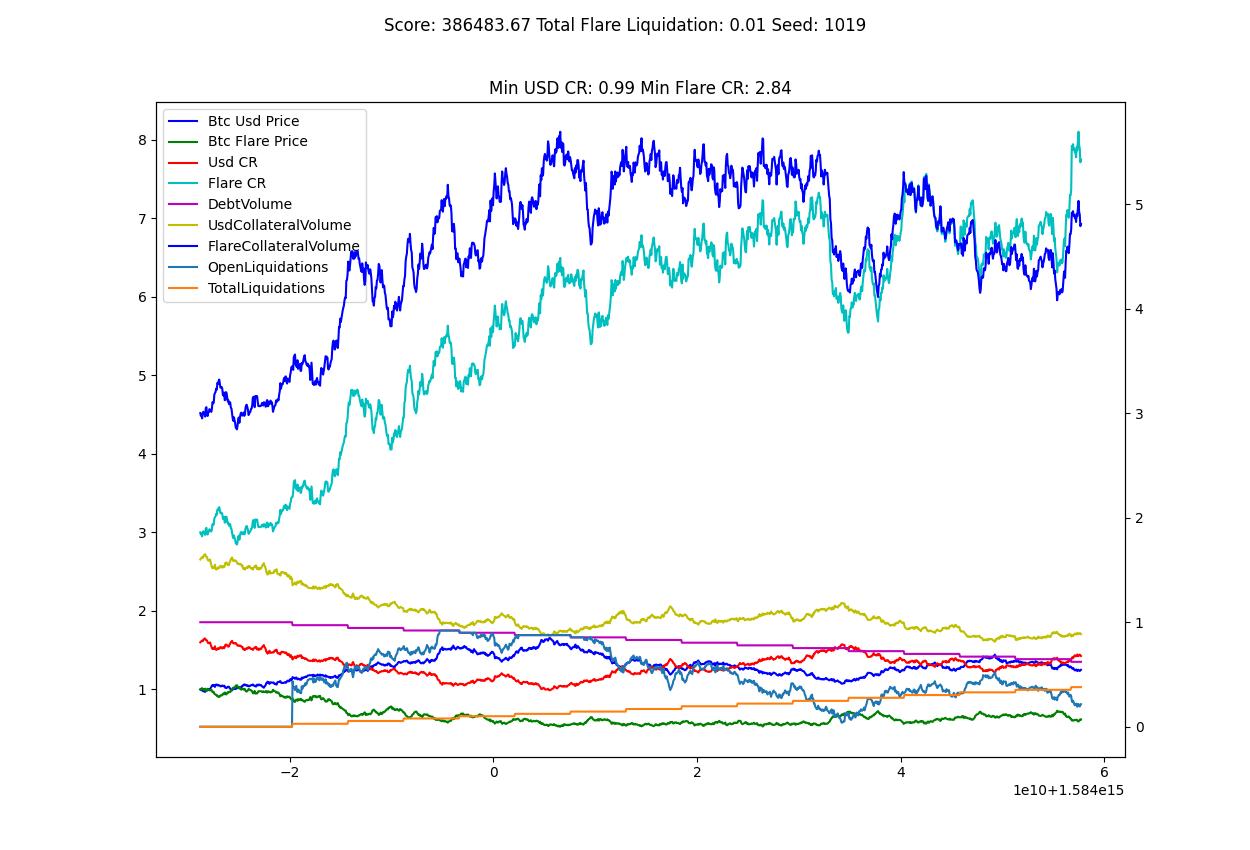 Score: 386483.67 Total Flare Liquidation: 0.01 Seed: 1019
Min USD CR: 0.99 Min Flare CR: 2.84
Btc Usd Price
Btc Flare Price
Usd CR
Flare CR
DebtVolume
UsdCollateralVolume
FlareCollateralVolume
OpenLiquidations
TotalLiquidations
8
7
6
5
4
3
2
1
5
4
3
2
1
0
−2
0
2
4
6
1e10+1.584e15